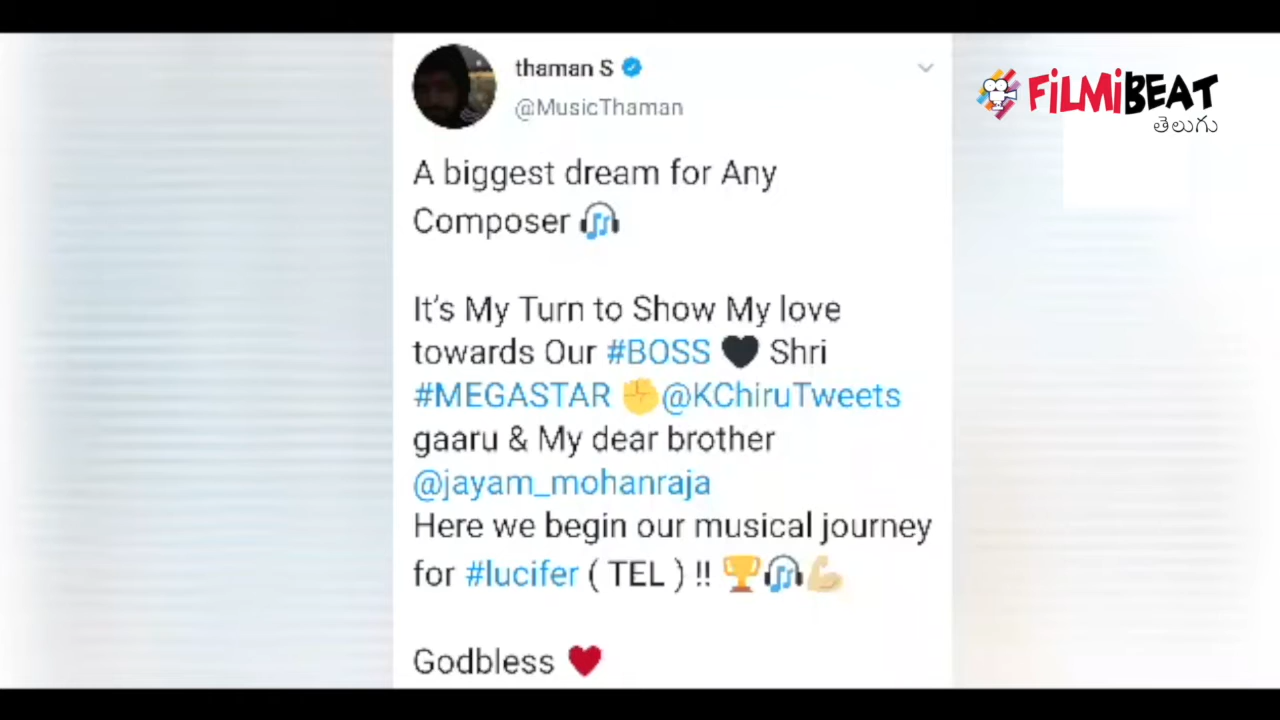 thaman S
@MusicThaman
FiLMiBEAT
తెలుగు
A biggest dream for Any
Composer 🎧
It's My Turn to Show My love
towards Our #BOSS 🖤 Shri
#MEGASTAR ✊@KChiruTweets
gaaru & My dear brother
@jayam_mohanraja
Here we begin our musical journey
for #lucifer ( TEL ) !! 🏆🎧💪🏼
Godbless ♥️